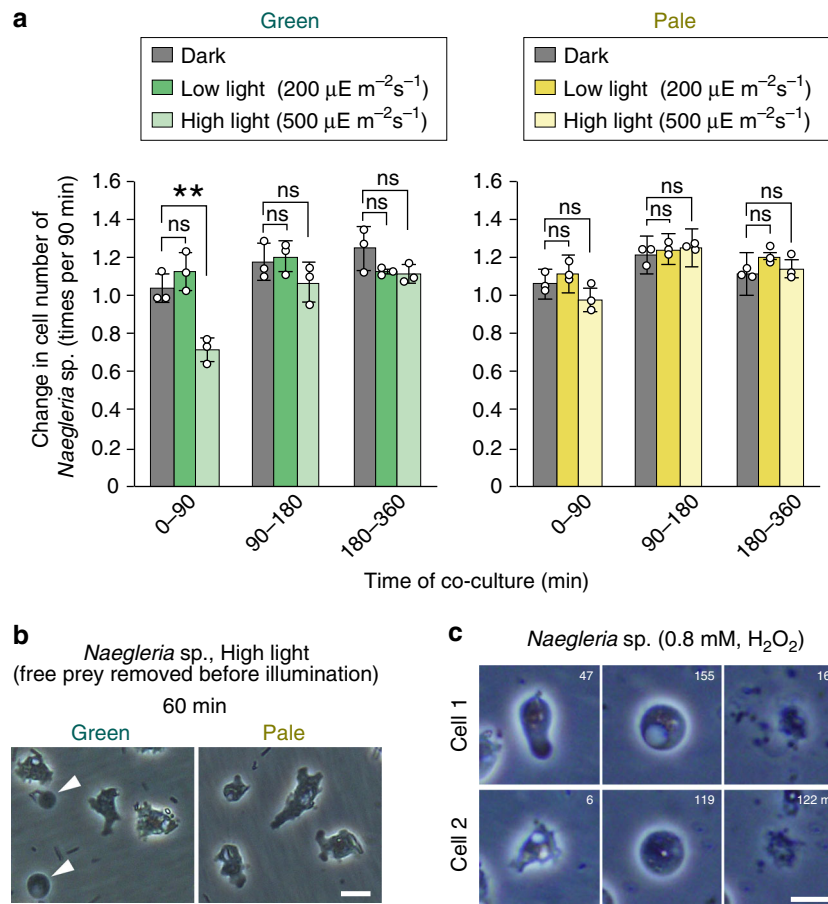 a
Green
Pale
Dark
Low light (200 μE m⁻²s⁻¹)
High light (500 μE m⁻²s⁻¹)
Dark
Low light (200 μE m⁻²s⁻¹)
High light (500 μE m⁻²s⁻¹)
Change in cell number of
Naegleria sp. (times per 90 min)
1.6
1.4
1.2
1.0
0.8
0.6
0.4
0.2
0
**
ns
ns
ns
ns
ns
0–90
90–180
180–360
1.6
1.4
1.2
1.0
0.8
0.6
0.4
0.2
0
ns
ns
ns
ns
ns
ns
0–90
90–180
180–360
Time of co-culture (min)
b
Naegleria sp., High light
(free prey removed before illumination)
60 min
Green
Pale
c
Naegleria sp. (0.8 mM, H₂O₂)
Cell 1
47
155
Cell 2
6
119
122